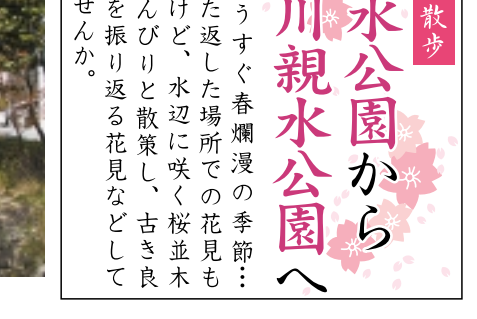 散歩
水公園から
川親水公園へ
うすぐ春爛漫の季節…
た返した場所での花見も
けど、水辺に咲く桜並木
んびりと散策し、古き良
を振り返る花見などして
せんか。